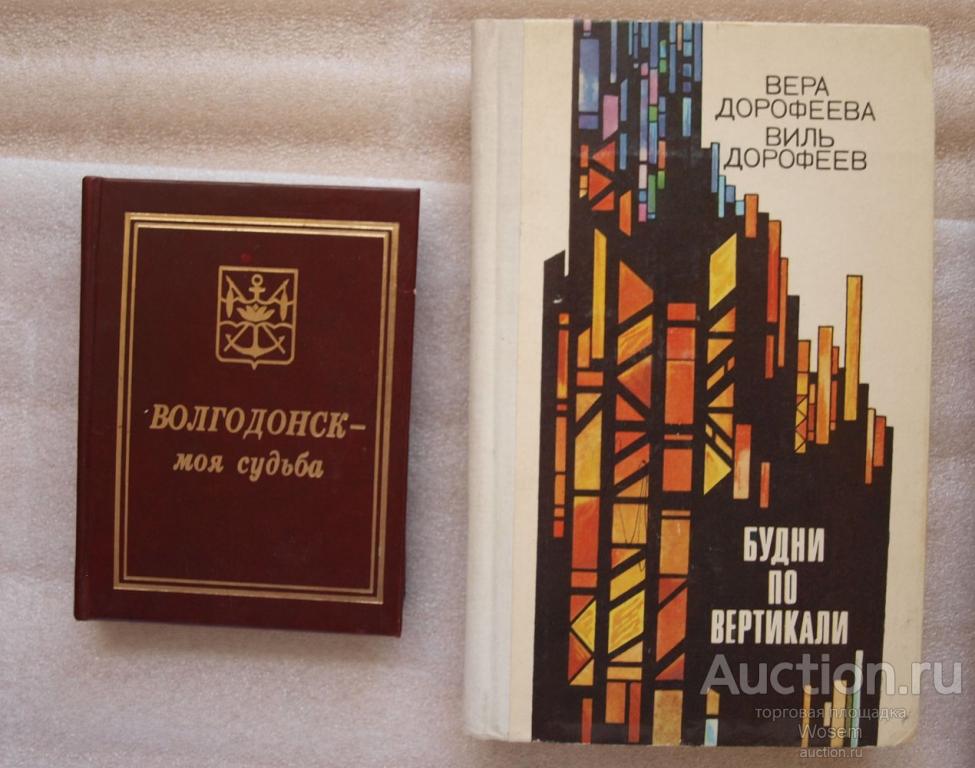 ВОЛГОДОНСК–
моя судьба
ВЕРА
ДОРОФЕЕВА
ВИЛЬ
ДОРОФЕЕВ
БУДНИ
ПО
ВЕРТИКАЛИ
Auction.ru
торговая площадка
Wosem
auction.ru